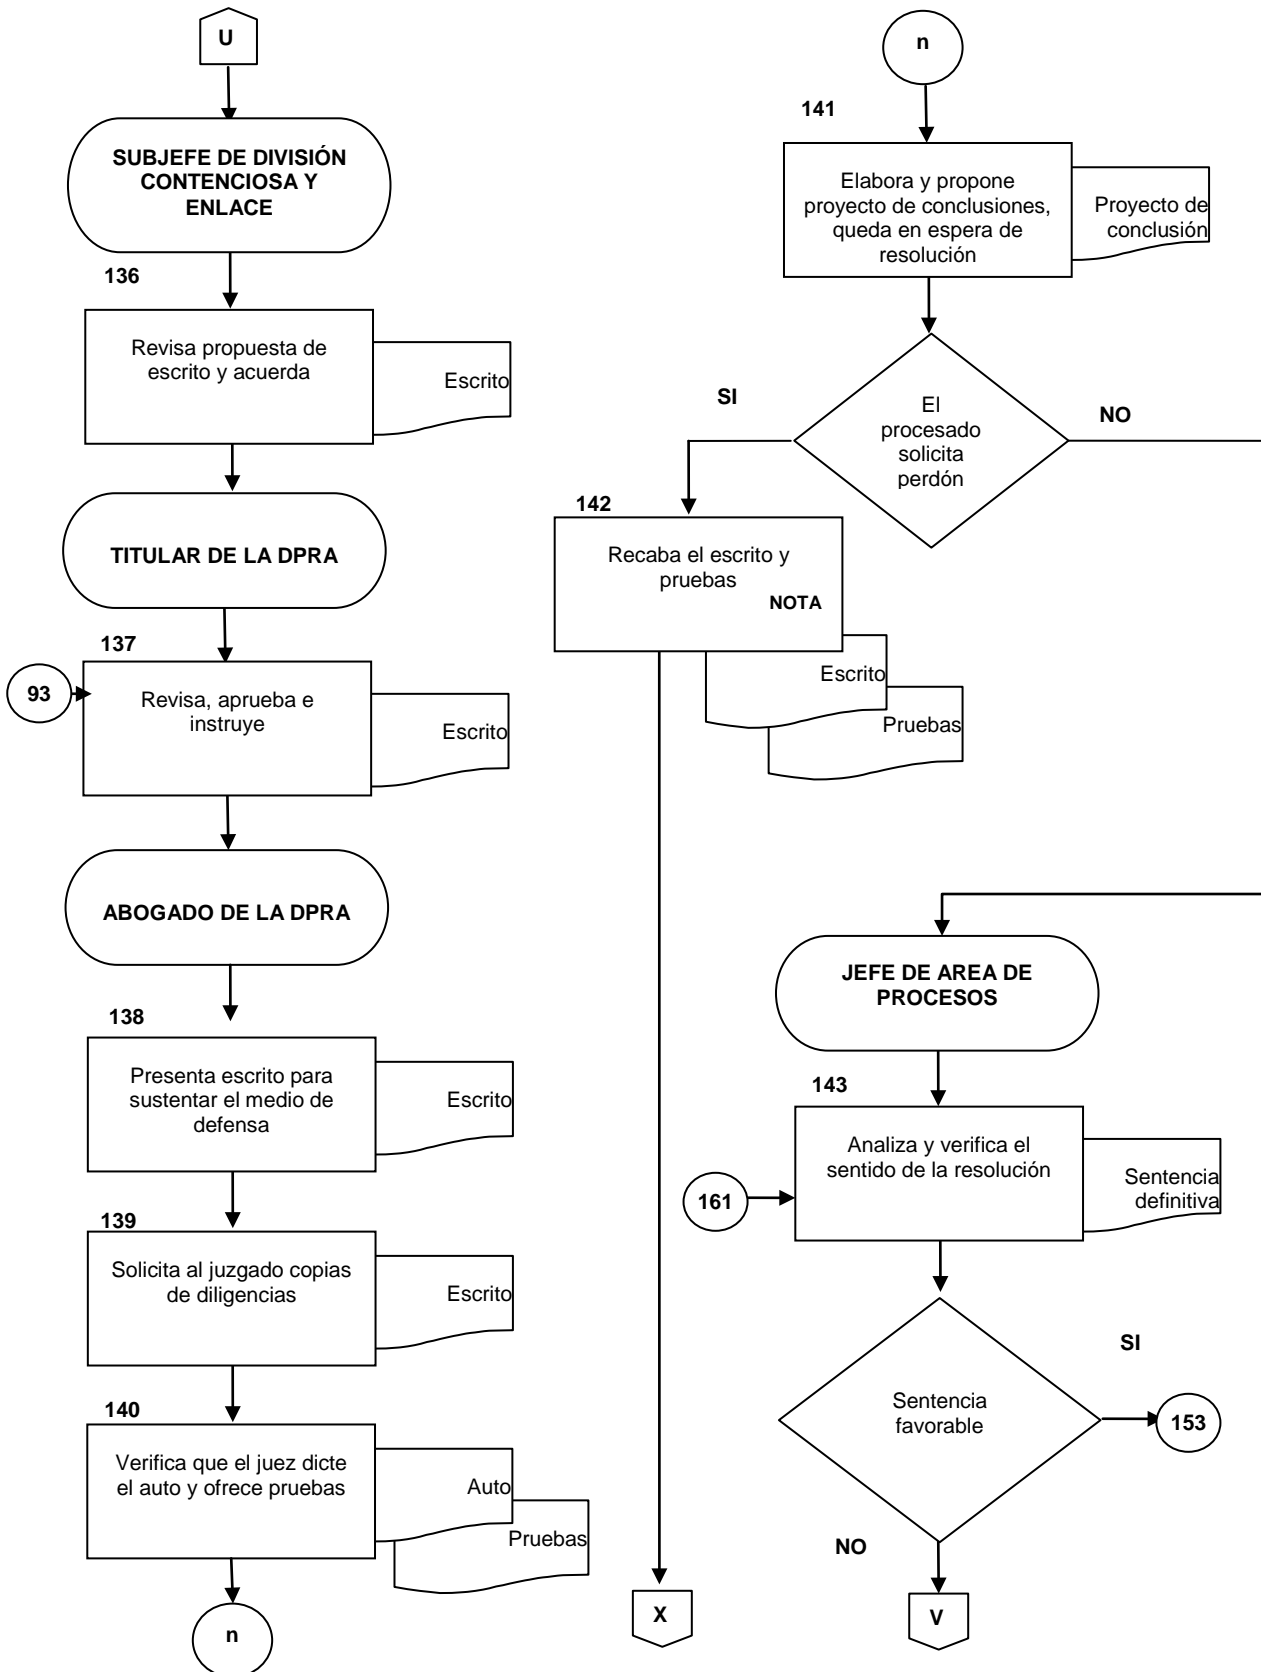 U
SUBJEFE DE DIVISIÓN
CONTENCIOSA Y
ENLACE
136
Revisa propuesta de
escrito y acuerda
Escrito
TITULAR DE LA DPRA
137
93
Revisa, aprueba e
instruye
Escrito
ABOGADO DE LA DPRA
138
Presenta escrito para
sustentar el medio de
defensa
Escrito
139
Solicita al juzgado copias
de diligencias
Escrito
140
Verifica que el juez dicte
el auto y ofrece pruebas
Auto
Pruebas
n
n
141
Elabora y propone
proyecto de conclusiones,
queda en espera de
resolución
Proyecto de
conclusión
SI
El
procesado
solicita
perdón
NO
142
Recaba el escrito y
pruebas
NOTA
Escrito
Pruebas
JEFE DE AREA DE
PROCESOS
143
Analiza y verifica el
sentido de la resolución
161
Sentencia
definitiva
SI
Sentencia
favorable
153
NO
X
V